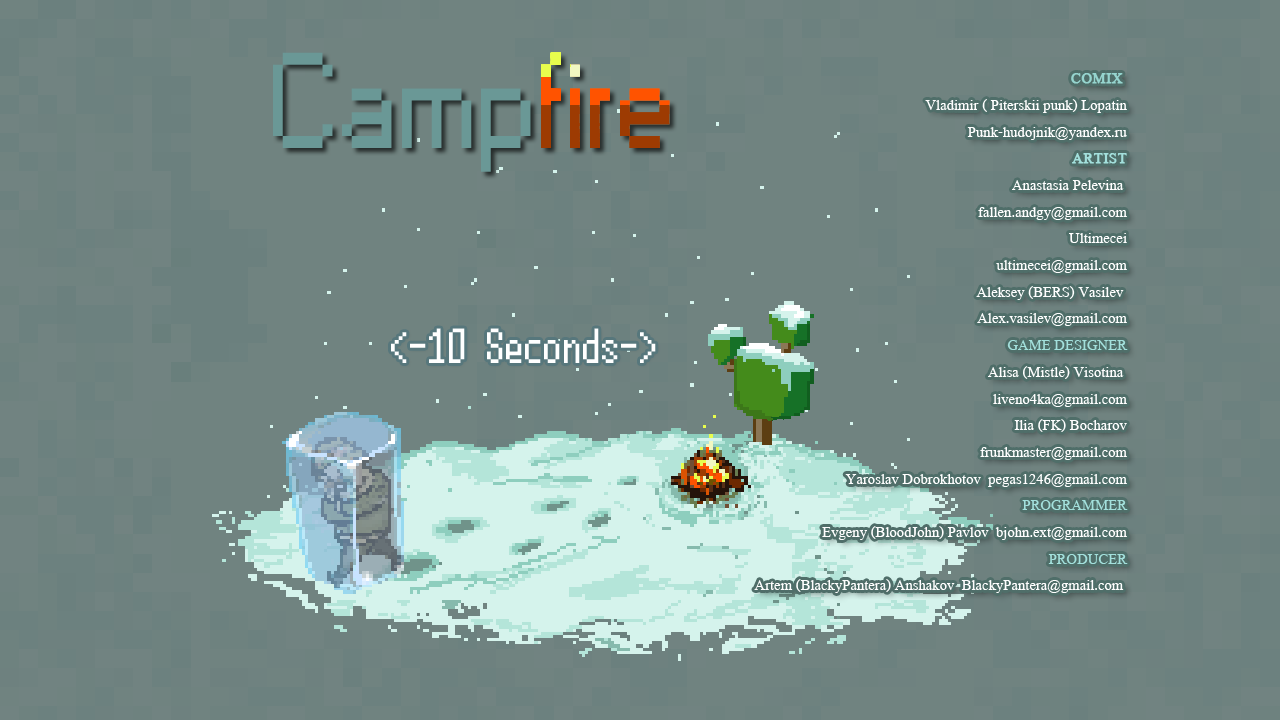 Campfire
<-10 Seconds->
COMIX
Vladimir ( Piterskii punk) Lopatin
Punk-hudojnik@yandex.ru
ARTIST
Anastasia Pelevina
fallen.andgy@gmail.com
Ultimecei
ultimecei@gmail.com
Aleksey (BERS) Vasilev
Alex.vasilev@gmail.com
GAME DESIGNER
Alisa (Mistle) Visotina
liveno4ka@gmail.com
Ilia (FK) Bocharov
frunkmaster@gmail.com
Yaroslav Dobrokhotov  pegas1246@gmail.com
PROGRAMMER
Evgeny (BloodJohn) Pavlov  bjohn.ext@gmail.com
PRODUCER
Artem (BlackyPantera) Anshakov  BlackyPantera@gmail.com